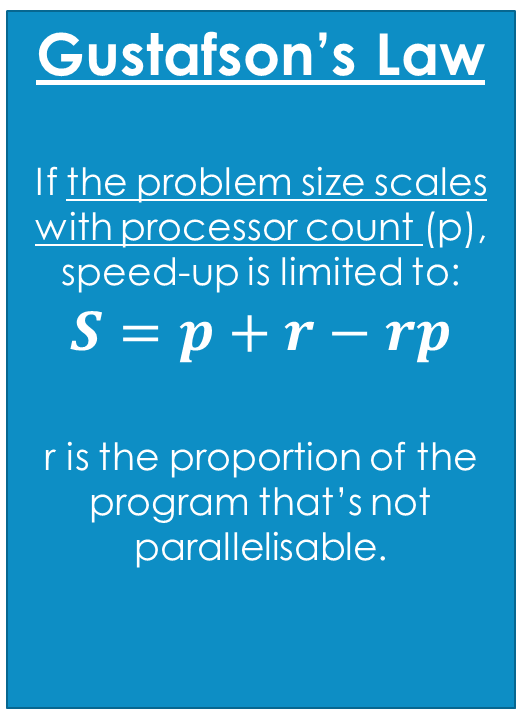 Gustafson’s Law
If the problem size scales
with processor count (p),
speed-up is limited to:
S = p + r − rp
r is the proportion of the
program that’s not
parallelisable.